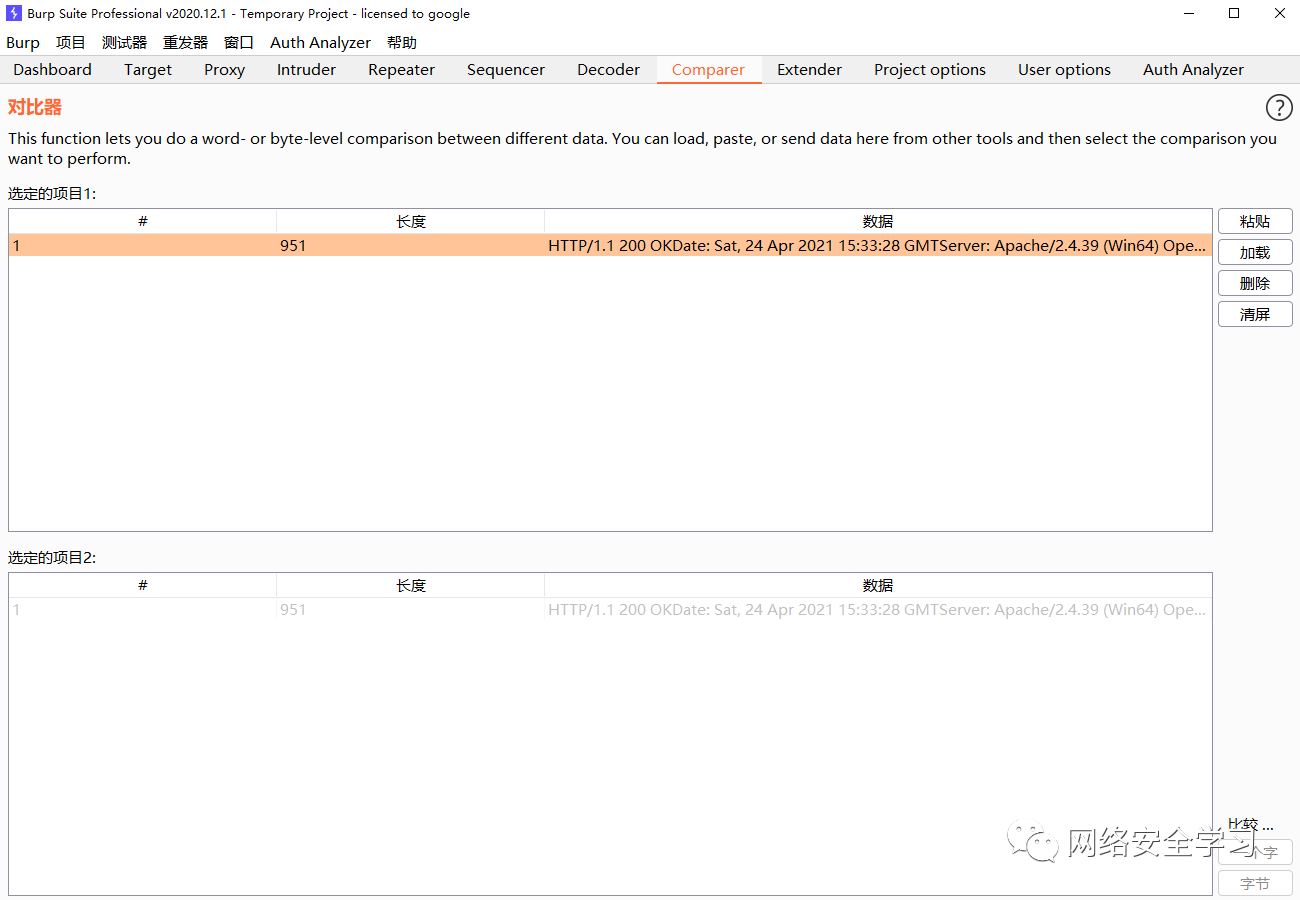 Burp Suite Professional v2020.12.1 - Temporary Project - licensed to google
Burp 项目 测试器 重发器 窗口 Auth Analyzer 帮助
Dashboard Target Proxy Intruder Repeater Sequencer Decoder Comparer Extender Project options User options Auth Analyzer
对比器
?
This function lets you do a word- or byte-level comparison between different data. You can load, paste, or send data here from other tools and then select the comparison you
want to perform.
选定的项目1:
# 长度 数据
1 951 HTTP/1.1 200 OKDate: Sat, 24 Apr 2021 15:33:28 GMTServer: Apache/2.4.39 (Win64) Ope...
粘贴
加载
删除
清屏
选定的项目2:
# 长度 数据
1 951 HTTP/1.1 200 OKDate: Sat, 24 Apr 2021 15:33:28 GMTServer: Apache/2.4.39 (Win64) Ope...
比较 ...
网络安全学习
个字
字节